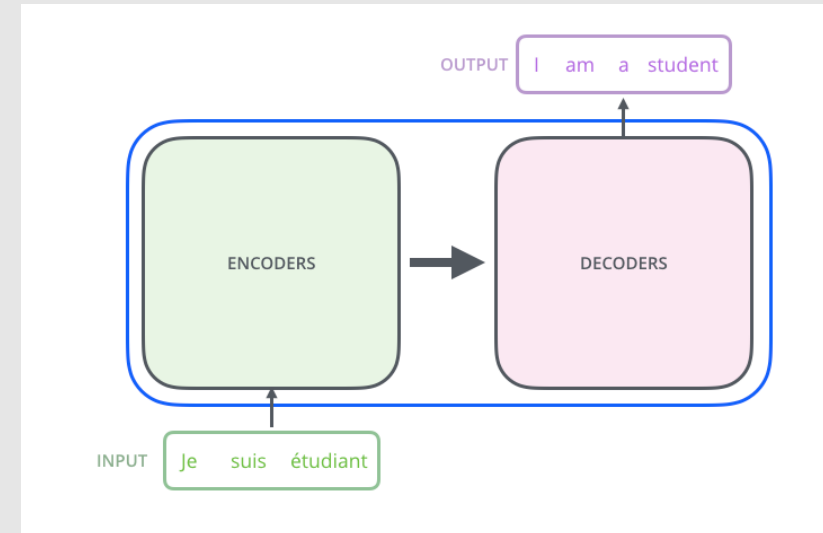 OUTPUT I am a student
ENCODERS DECODERS
INPUT Je suis étudiant